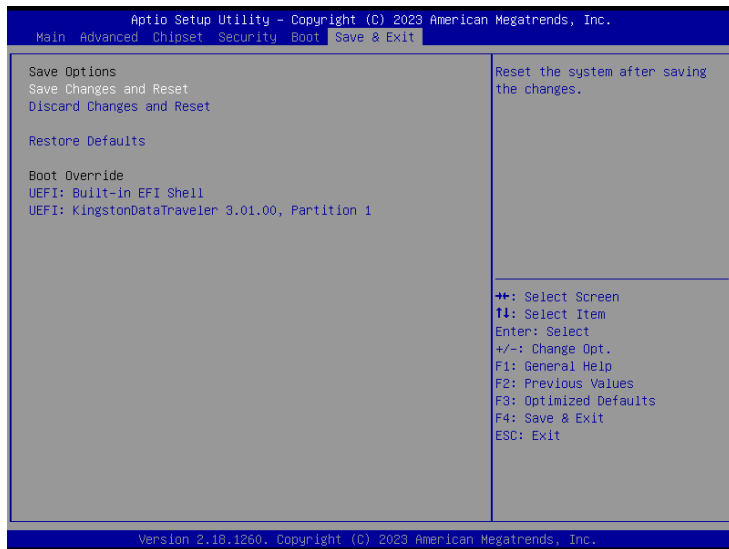 Aptio Setup Utility – Copyright (C) 2023 American Megatrends, Inc.
Main Advanced Chipset Security Boot Save & Exit
Save Options
Save Changes and Reset
Discard Changes and Reset
Restore Defaults
Boot Override
UEFI: Built-in EFI Shell
UEFI: KingstonDataTraveler 3.01.00, Partition 1
Reset the system after saving
the changes.
→←: Select Screen
↑↓: Select Item
Enter: Select
+/-: Change Opt.
F1: General Help
F2: Previous Values
F3: Optimized Defaults
F4: Save & Exit
ESC: Exit
Version 2.18.1260. Copyright (C) 2023 American Megatrends, Inc.